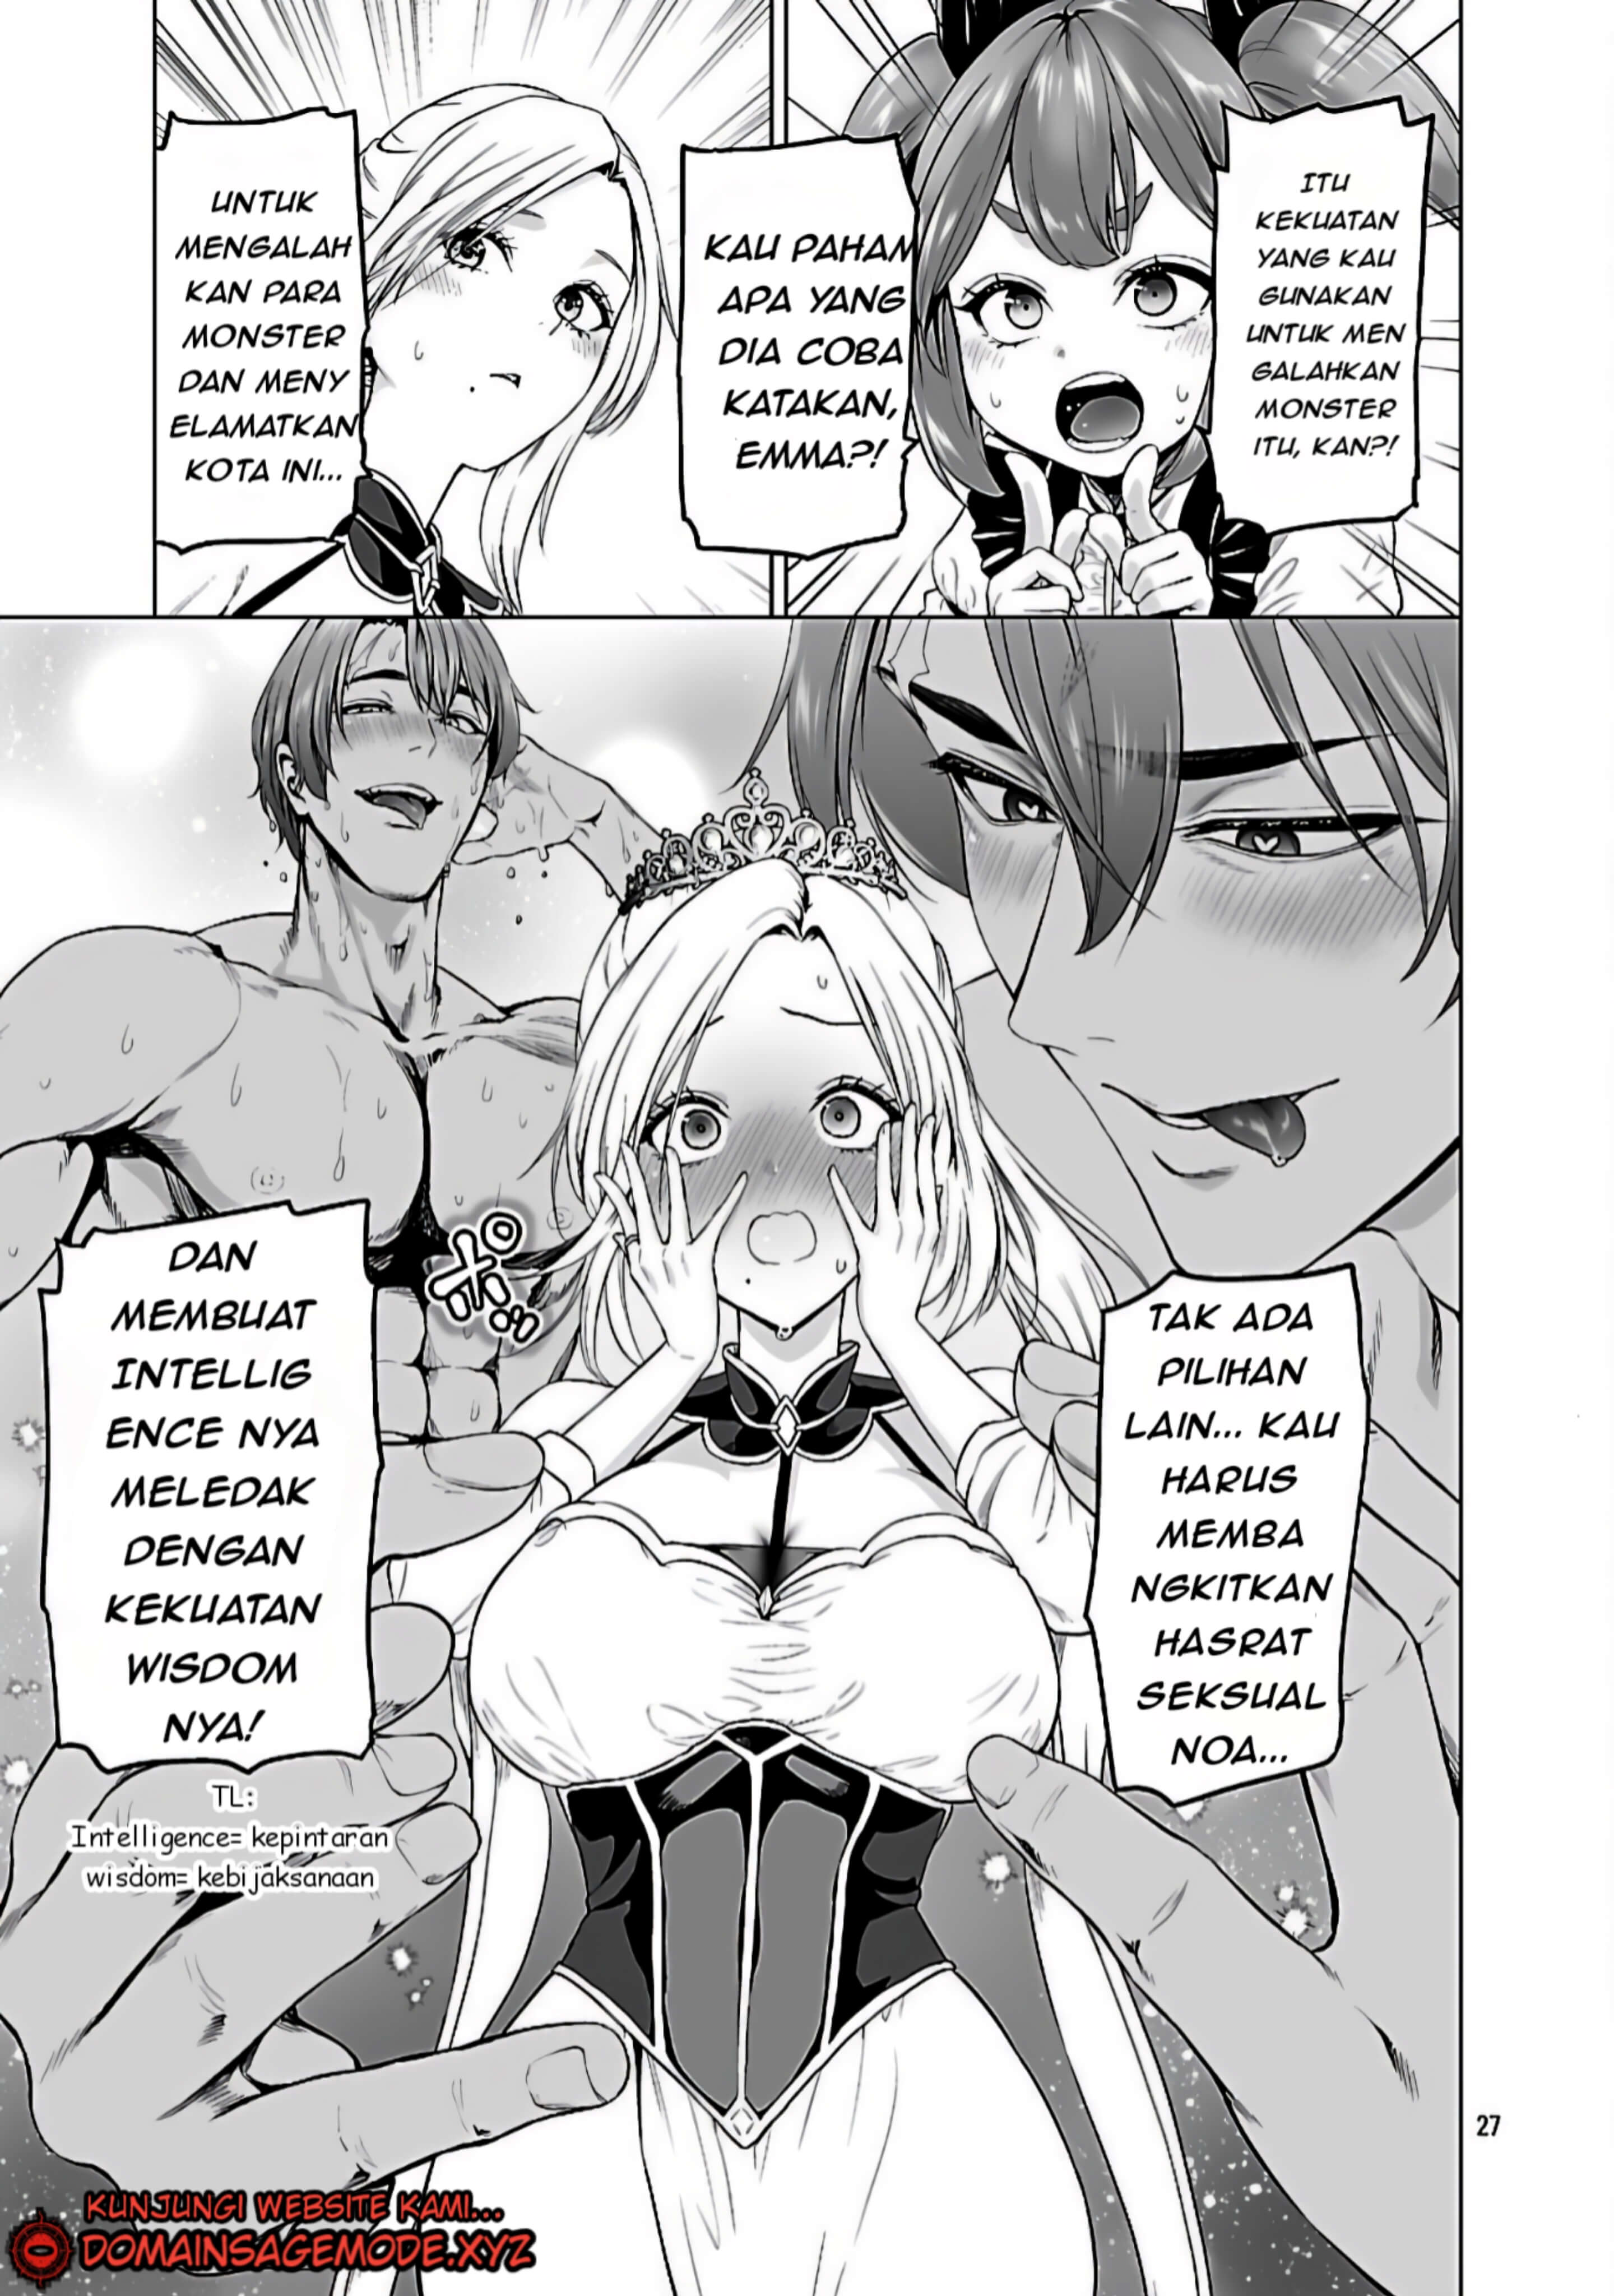 ITU
KEKUATAN
YANG KAU
GUNAKAN
UNTUK MEN
GALAHKAN
MONSTER
ITU, KAN?!
KAU PAHAM
APA YANG
DIA COBA
KATAKAN,
EMMA?!
UNTUK
MENGALAH
KAN PARA
MONSTER
DAN MENY
ELAMATKAN
KOTA INI...
TAK ADA
PILIHAN
LAIN... KAU
HARUS
MEMBA
NGKITKAN
HASRAT
SEKSUAL
NOA...
ポポッ
DAN
MEMBUAT
INTELLIG
ENCE NYA
MELEDAK
DENGAN
KEKUATAN
WISDOM
NYA!
TL:
Intelligence= kepintaran
wisdom= kebijaksanaan
27
KUNJUNGI WEBSITE KAMI...
DOMAINSAGEMODE.XYZ